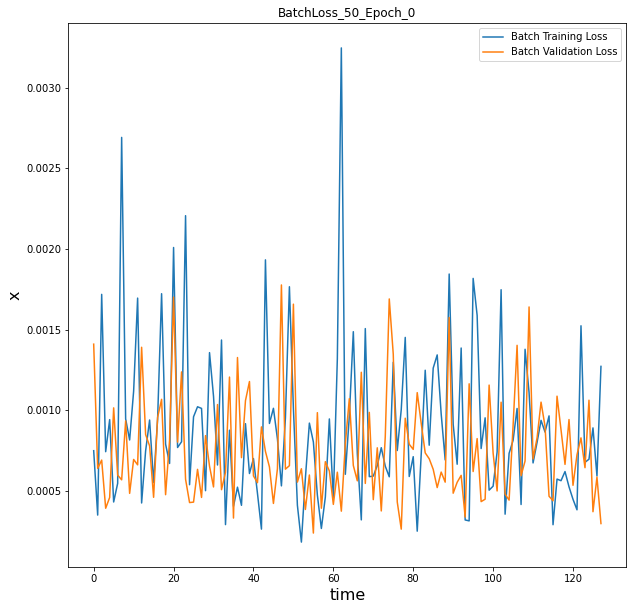 BatchLoss_50_Epoch_0
Batch Training Loss
Batch Validation Loss
0.0030
0.0025
0.0020
0.0015
0.0010
0.0005
x
0 20 40 60 80 100 120
time